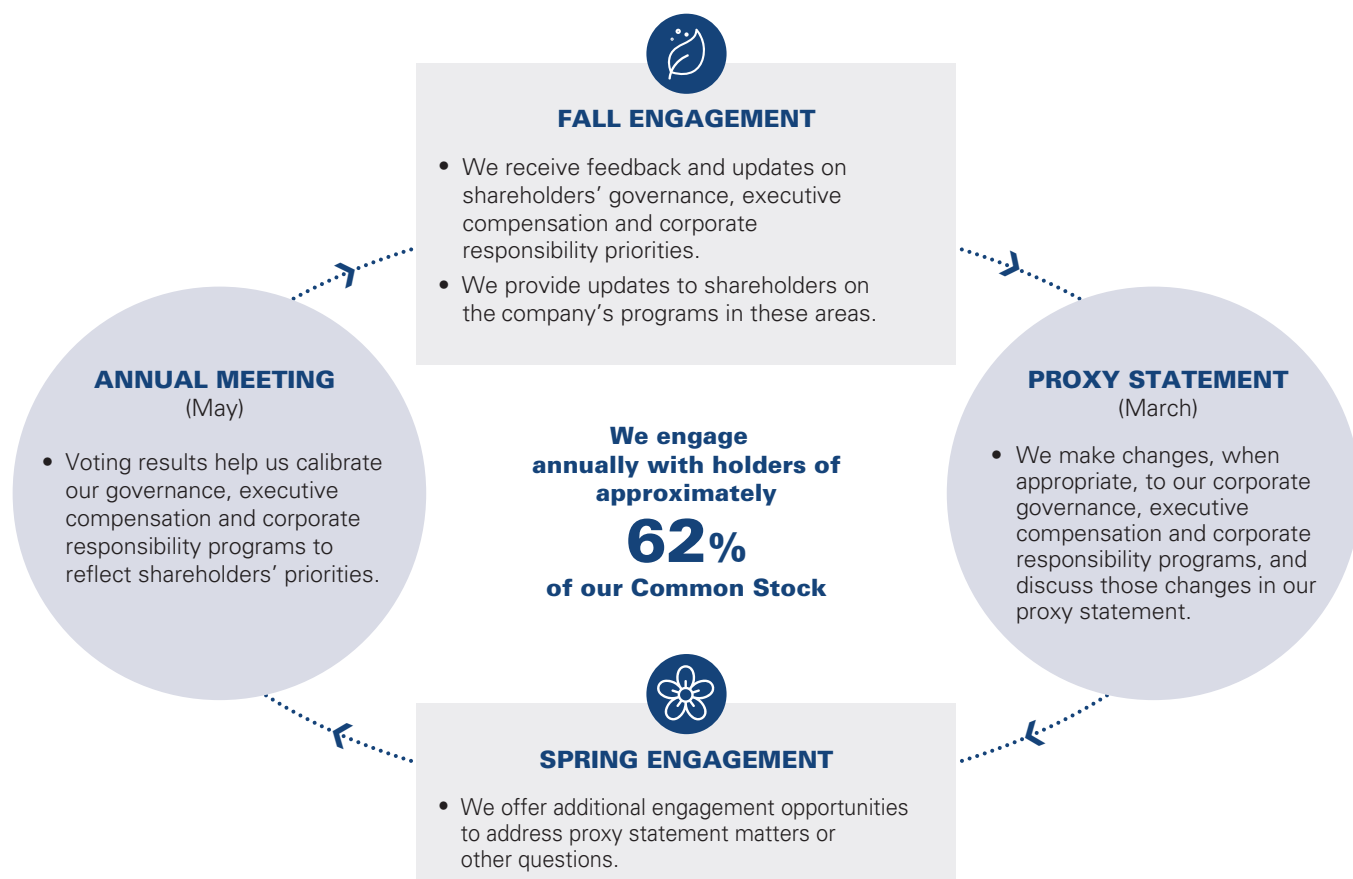 FALL ENGAGEMENT
• We receive feedback and updates on
shareholders’ governance, executive
compensation and corporate
responsibility priorities.
• We provide updates to shareholders on
the company’s programs in these areas.
ANNUAL MEETING
(May)
• Voting results help us calibrate
our governance, executive
compensation and corporate
responsibility programs to
reflect shareholders’ priorities.
We engage
annually with holders of
approximately
62%
of our Common Stock
PROXY STATEMENT
(March)
• We make changes, when
appropriate, to our corporate
governance, executive
compensation and corporate
responsibility programs, and
discuss those changes in our
proxy statement.
SPRING ENGAGEMENT
• We offer additional engagement opportunities
to address proxy statement matters or
other questions.